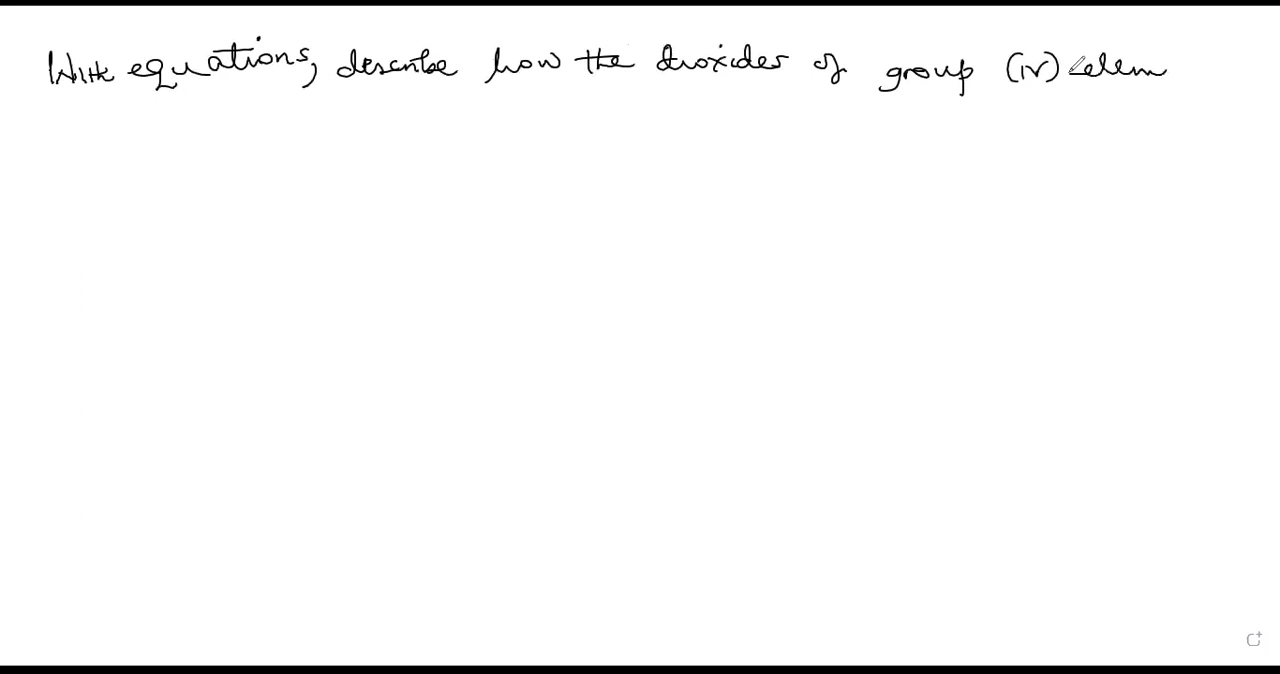 With equations, describe how the dioxides of group (iv) elem